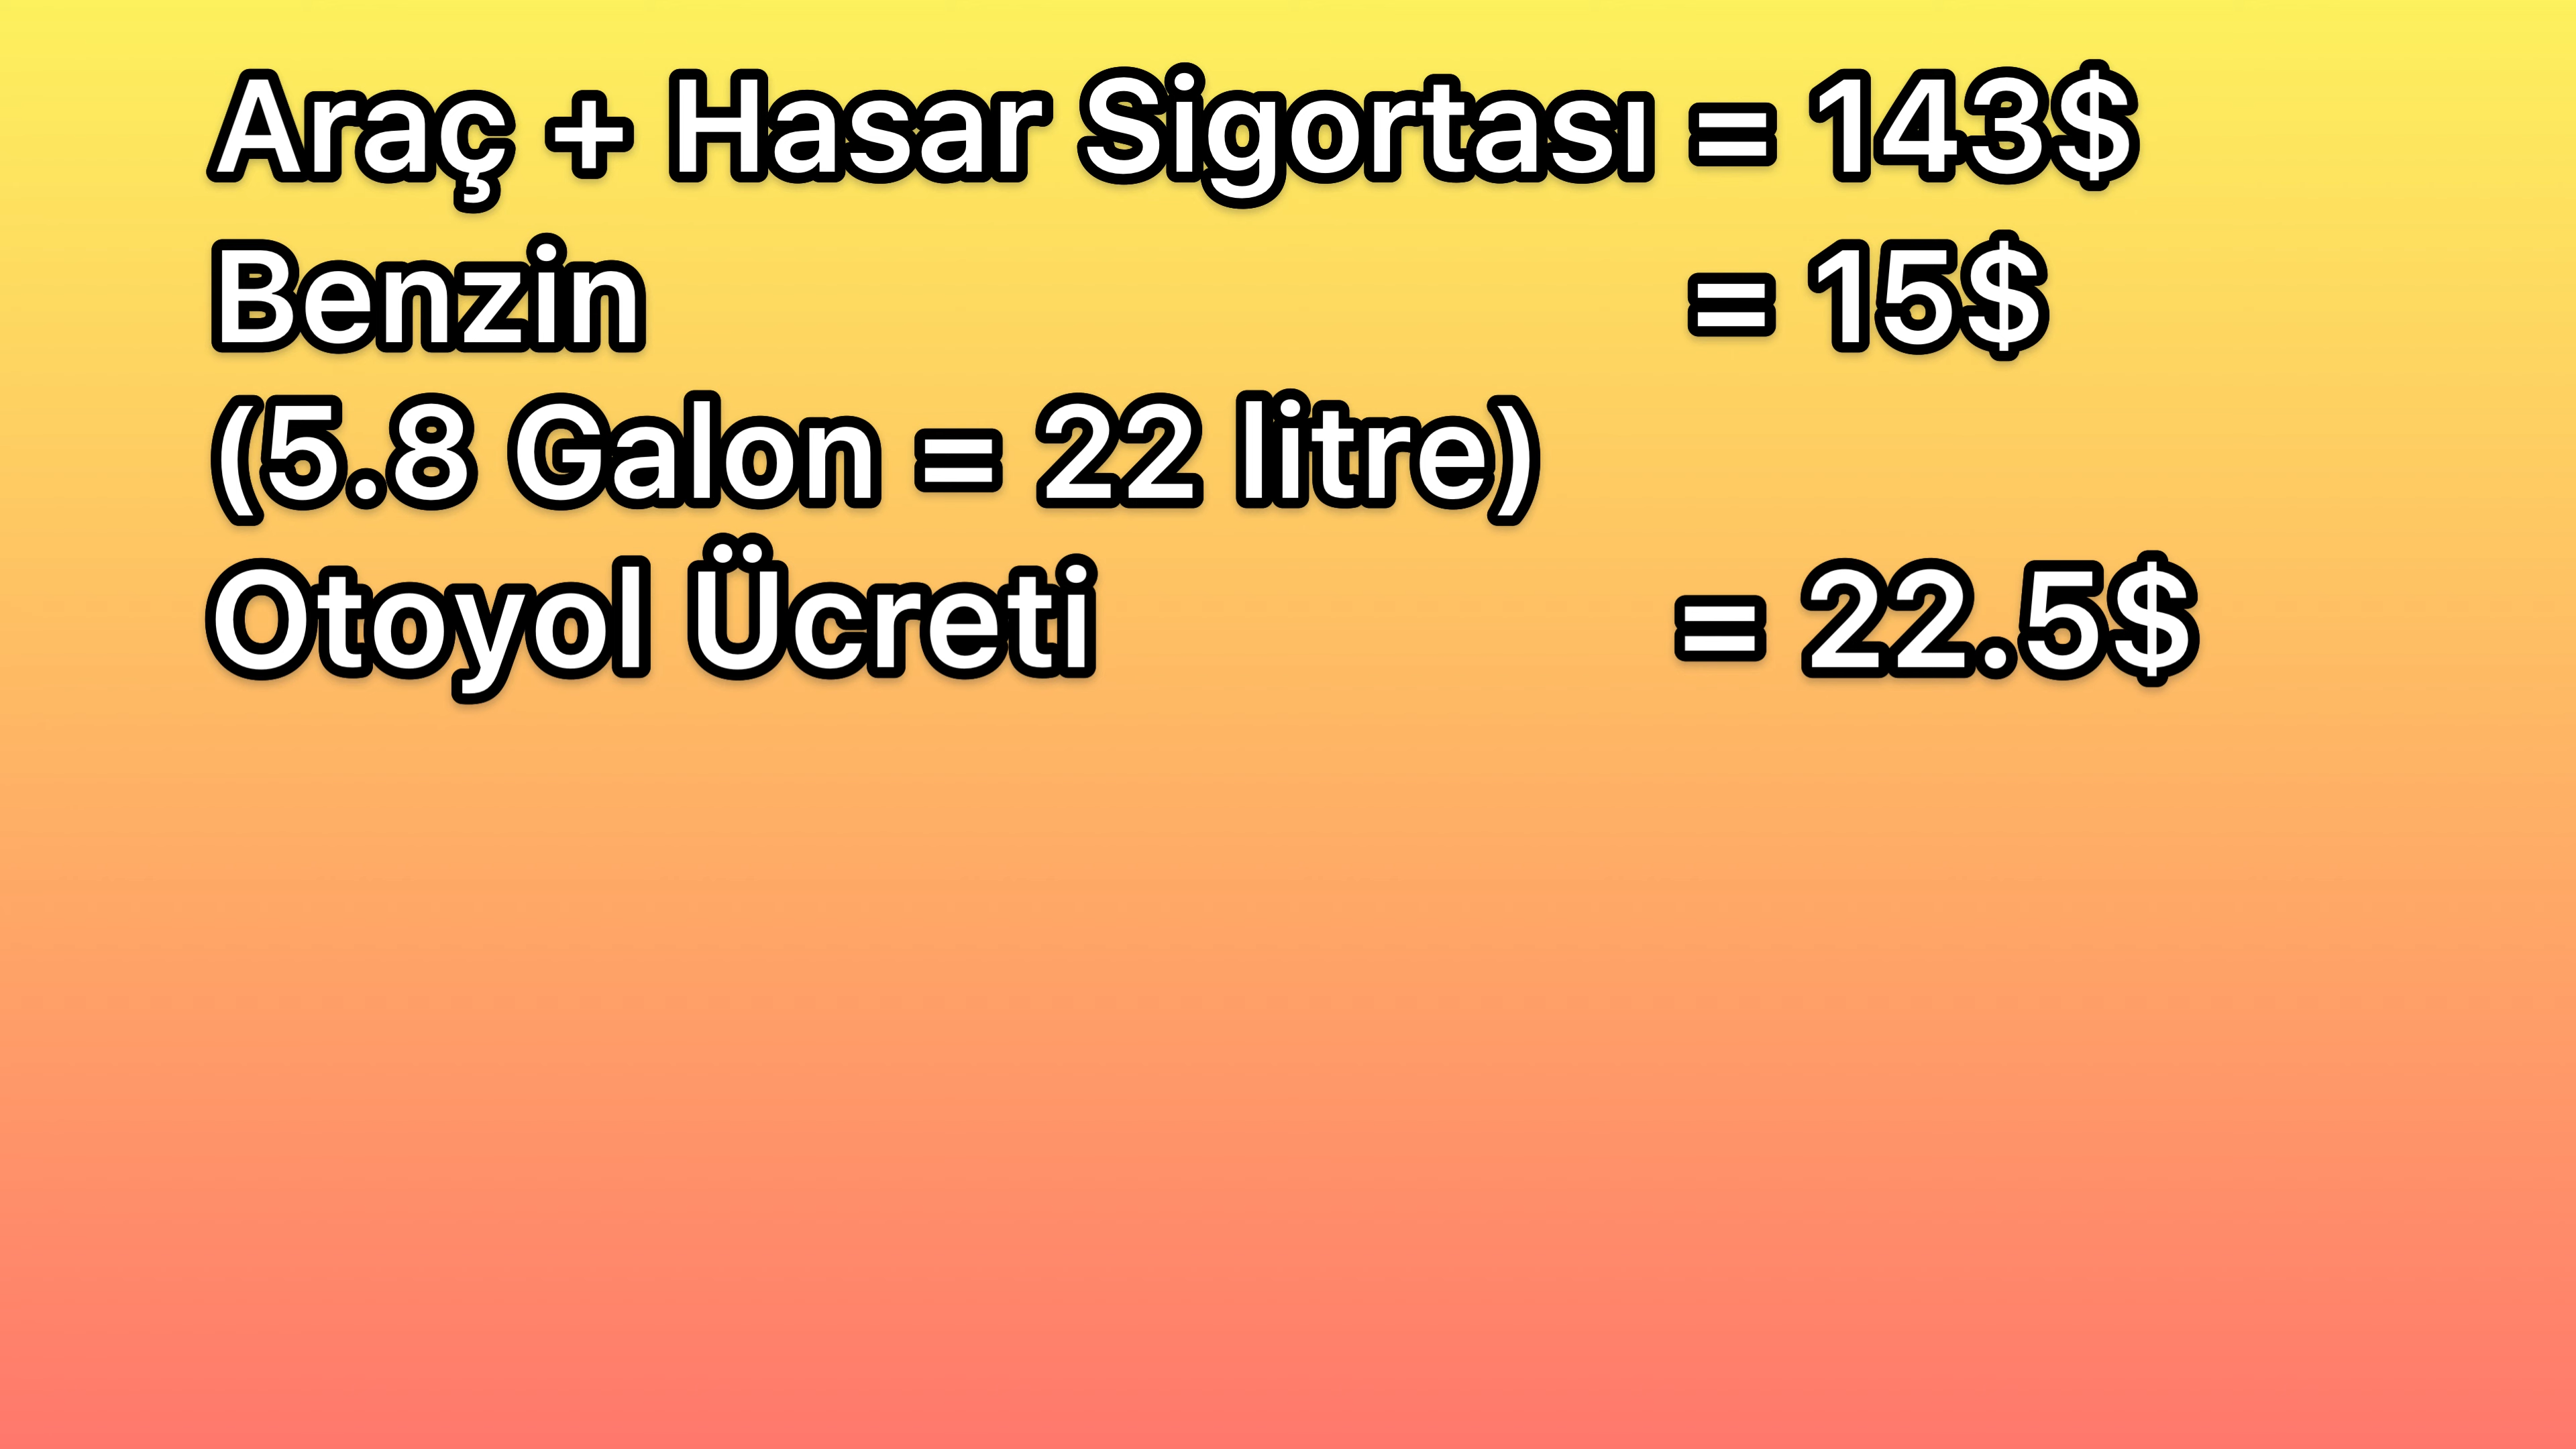 Araç + Hasar Sigortası = 143$
Benzin = 15$
(5.8 Galon = 22 litre)
Otoyol Ücreti = 22.5$